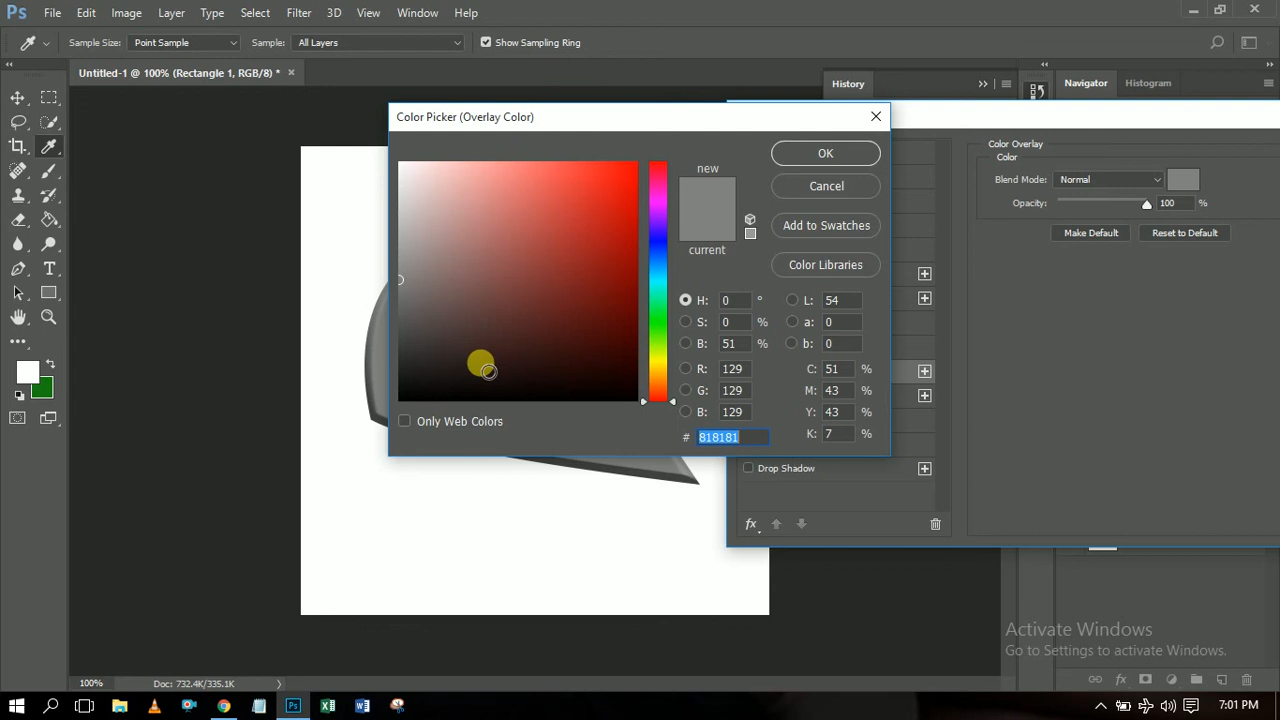 Ps File Edit Image Layer Type Select Filter 3D View Window Help
Sample Size: Point Sample Sample: All Layers Show Sampling Ring
Untitled-1 @ 100% (Rectangle 1, RGB/8) * ×
History
Navigator Histogram
Color Picker (Overlay Color)
new
current
OK
Cancel
Add to Swatches
Color Libraries
H: 0 ° L: 54
S: 0 % a: 0
B: 51 % b: 0
R: 129 C: 51 %
G: 129 M: 43 %
B: 129 Y: 43 %
# 818181 K: 7 %
Only Web Colors
Color Overlay
Color
Blend Mode: Normal
Opacity: 100 %
Make Default Reset to Default
Drop Shadow
fx
Activate Windows
Go to Settings to activate Windows.
fx
100% Doc: 732.4K/335.1K
Ps
7:01 PM